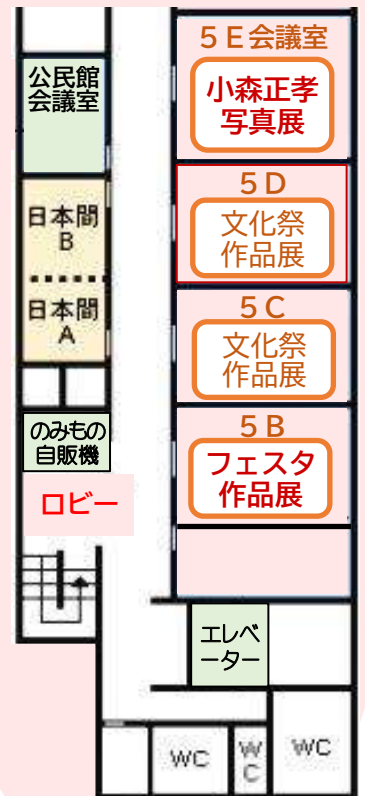 5E会議室
小森正孝
写真展
公民館
会議室
5D
文化祭
作品展
日本間
B
日本間
A
5C
文化祭
作品展
のみもの
自販機
5B
フェスタ
作品展
ロビー
エレベ
ーター
WC
W
C
WC